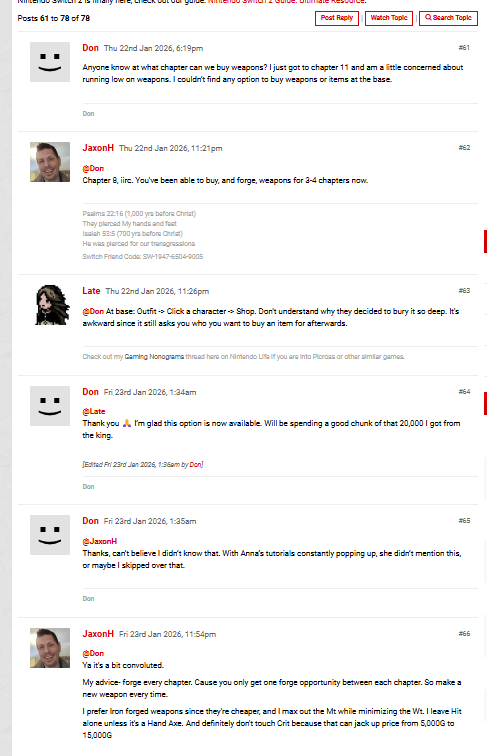 Nintendo Switch 2 is finally here, check out our guide: Nintendo Switch 2 Guide: Ultimate Resource.
Posts 61 to 78 of 78
Post Reply | Watch Topic | Search Topic
Don Thu 22nd Jan 2026, 6:19pm #61
Anyone know at what chapter can we buy weapons? I just got to chapter 11 and am a little concerned about
running low on weapons. I couldn't find any option to buy weapons or items at the base.
Don
JaxonH Thu 22nd Jan 2026, 11:21pm #62
@Don
Chapter 8, iirc. You've been able to buy, and forge, weapons for 3-4 chapters now.
Psalms 22:16 (1,000 yrs before Christ)
They pierced My hands and feet
Isaiah 53:5 (700 yrs before Christ)
He was pierced for our transgressions
Switch Friend Code: SW-1947-6504-9005
Late Thu 22nd Jan 2026, 11:26pm #63
@Don At base: Outfit -> Click a character -> Shop. Don't understand why they decided to bury it so deep. It's
awkward since it still asks you who you want to buy an item for afterwards.
Check out my Gaming Nonograms thread here on Nintendo Life if you are into Picross or other similar games.
Don Fri 23rd Jan 2026, 1:34am #64
@Late
Thank you 🙏 I'm glad this option is now available. Will be spending a good chunk of that 20,000 I got from
the king.
[Edited Fri 23rd Jan 2026, 1:36am by Don]
Don
Don Fri 23rd Jan 2026, 1:35am #65
@JaxonH
Thanks, can't believe I didn't know that. With Anna's tutorials constantly popping up, she didn't mention this,
or maybe I skipped over that.
Don
JaxonH Fri 23rd Jan 2026, 11:54pm #66
@Don
Ya it's a bit convoluted.
My advice- forge every chapter. Cause you only get one forge opportunity between each chapter. So make a
new weapon every time.
I prefer Iron forged weapons since they're cheaper, and I max out the Mt while minimizing the Wt. I leave Hit
alone unless it's a Hand Axe. And definitely don't touch Crit because that can jack up price from 5,000G to
15,000G